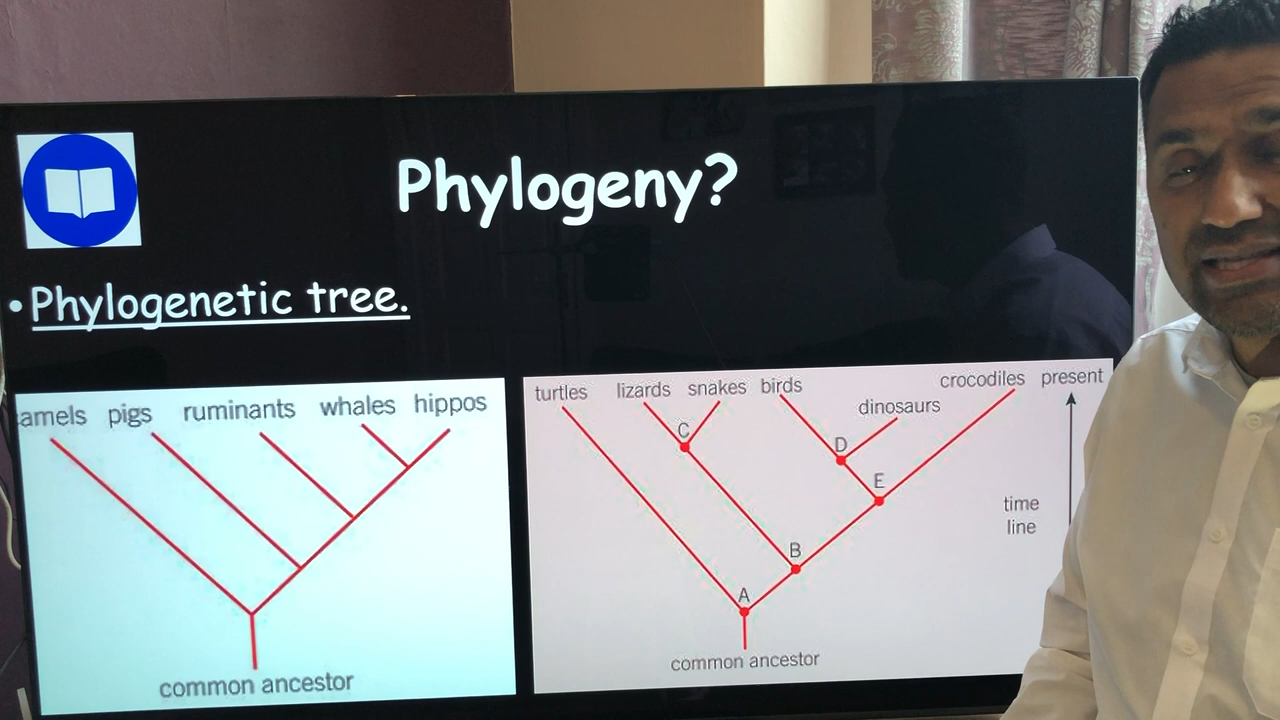 Phylogeny?
• Phylogenetic tree.
amels pigs ruminants whales hippos
common ancestor
turtles lizards snakes birds crocodiles present
dinosaurs
C
D
E
time
line
B
A
common ancestor